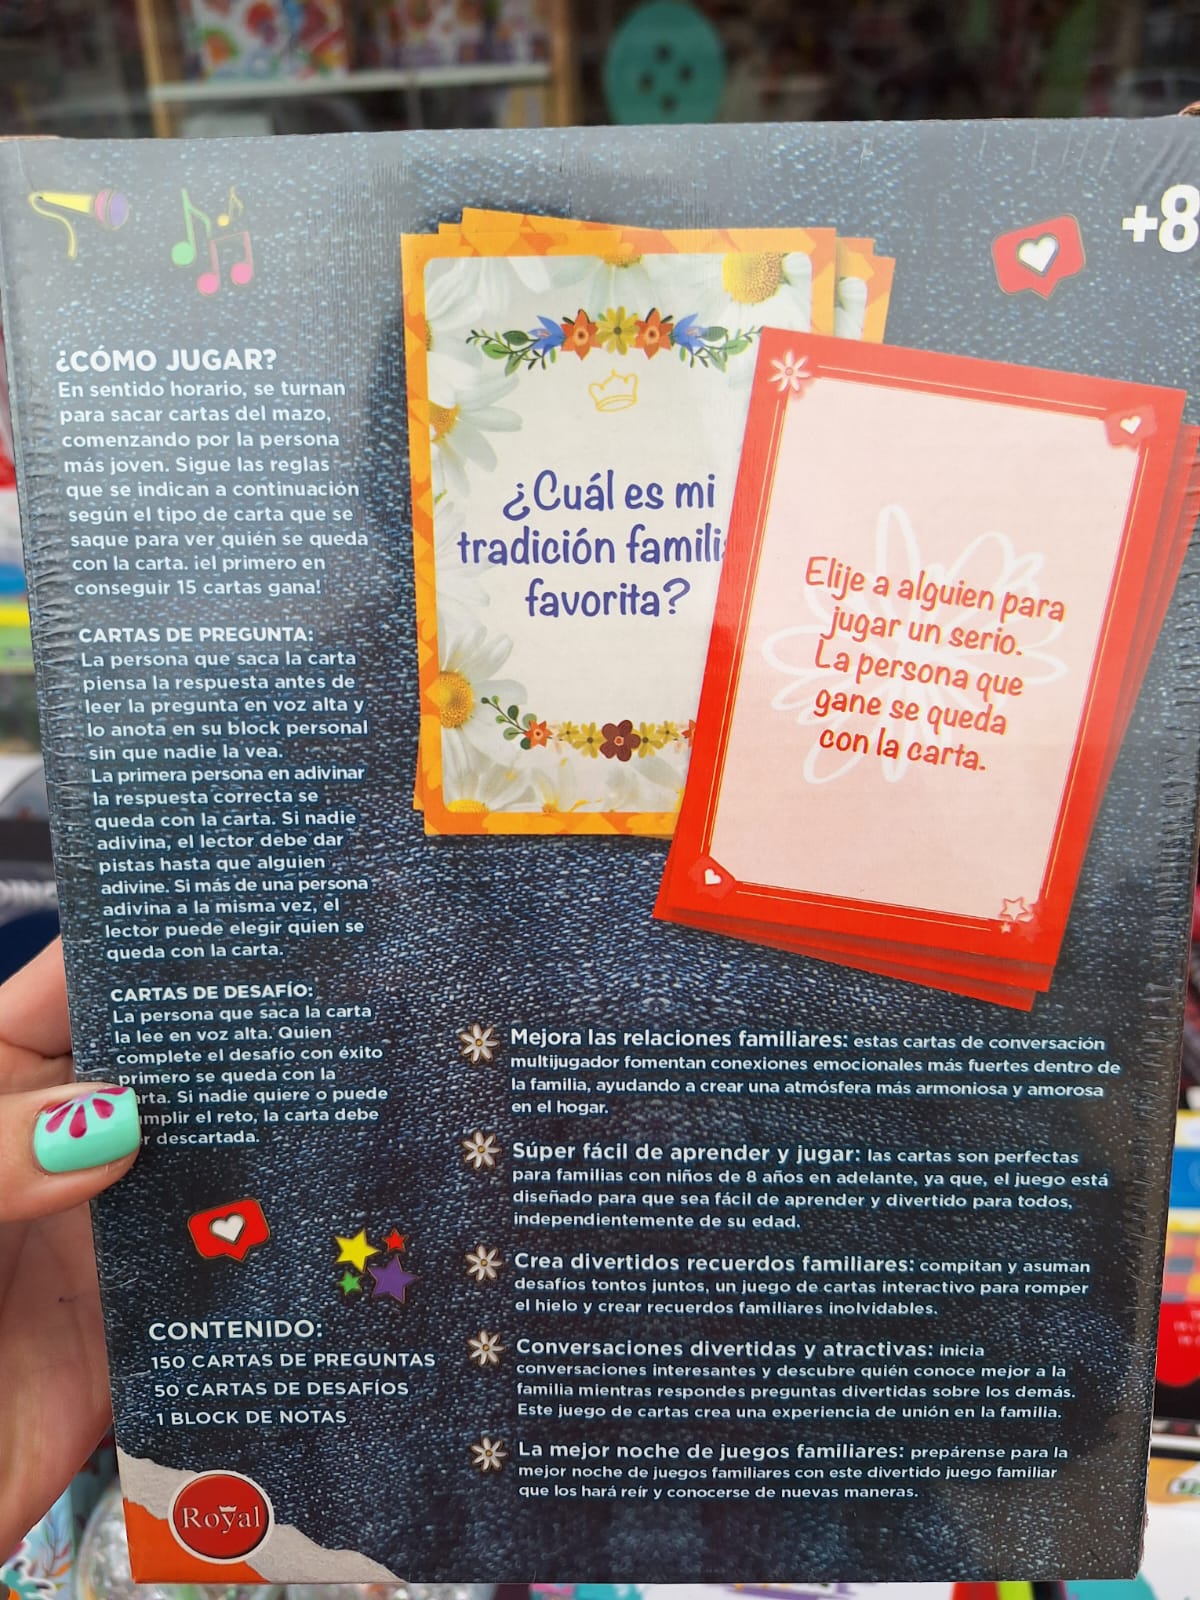 +8
¿CÓMO JUGAR?
En sentido horario, se turnan
para sacar cartas del mazo,
comenzando por la persona
más joven. Sigue las reglas
que se indican a continuación
según el tipo de carta que se
saque para ver quién se queda
con la carta. ¡el primero en
conseguir 15 cartas gana!
CARTAS DE PREGUNTA:
La persona que saca la carta
piensa la respuesta antes de
leer la pregunta en voz alta y
lo anota en su block personal
sin que nadie la vea.
La primera persona en adivinar
la respuesta correcta se
queda con la carta. Si nadie
adivina, el lector debe dar
pistas hasta que alguien
adivine. Si más de una persona
adivina a la misma vez, el
lector puede elegir quien se
queda con la carta.
CARTAS DE DESAFÍO:
La persona que saca la carta
la lee en voz alta. Quien
complete el desafío con éxito
primero se queda con la
rta. Si nadie quiere o puede
mplir el reto, la carta debe
r descartada.
CONTENIDO:
150 CARTAS DE PREGUNTAS
50 CARTAS DE DESAFÍOS
1 BLOCK DE NOTAS
Royal
¿Cuál es mi
tradición famili
favorita?
Elije a alguien para
jugar un serio.
La persona que
gane se queda
con la carta.
Mejora las relaciones familiares: estas cartas de conversación
multijugador fomentan conexiones emocionales más fuertes dentro de
la familia, ayudando a crear una atmósfera más armoniosa y amorosa
en el hogar.
Súper fácil de aprender y jugar: las cartas son perfectas
para familias con niños de 8 años en adelante, ya que, el juego está
diseñado para que sea fácil de aprender y divertido para todos,
independientemente de su edad.
Crea divertidos recuerdos familiares: compitan y asuman
desafíos tontos juntos, un juego de cartas interactivo para romper
el hielo y crear recuerdos familiares inolvidables.
Conversaciones divertidas y atractivas: inicia
conversaciones interesantes y descubre quién conoce mejor a la
familia mientras respondes preguntas divertidas sobre los demás.
Este juego de cartas crea una experiencia de unión en la familia.
La mejor noche de juegos familiares: prepárense para la
mejor noche de juegos familiares con este divertido juego familiar
que los hará reír y conocerse de nuevas maneras.